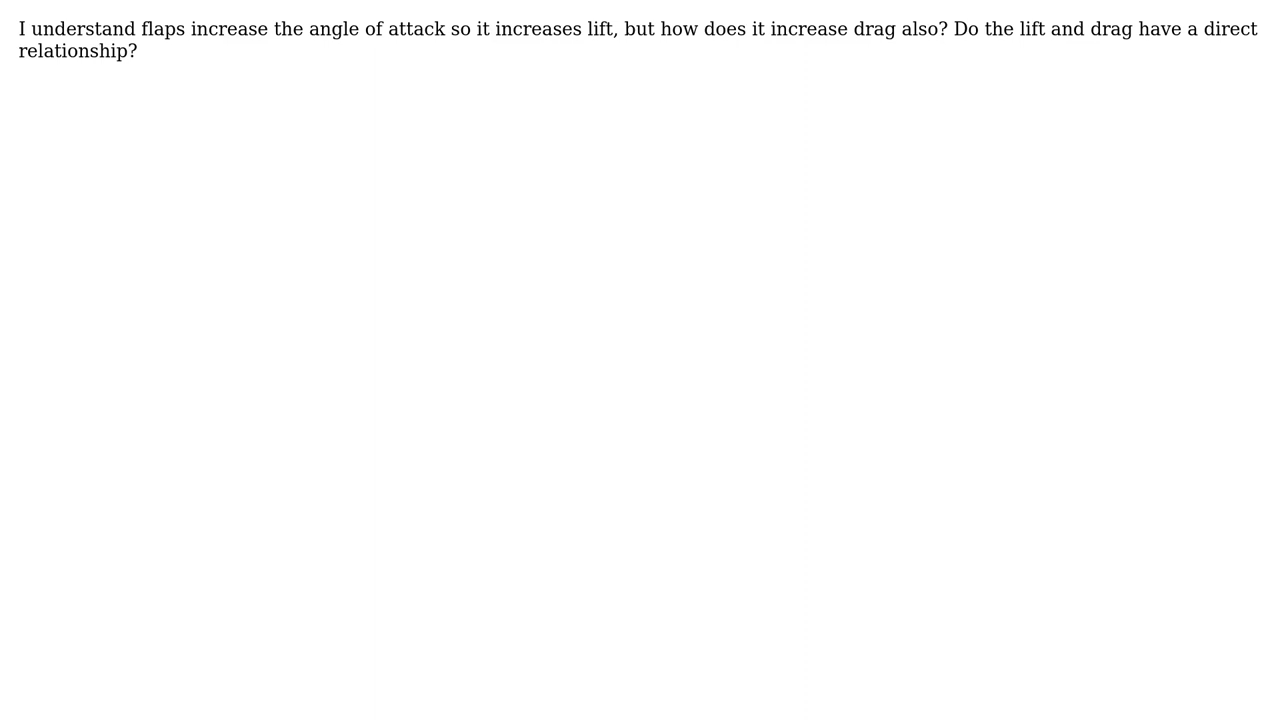 I understand flaps increase the angle of attack so it increases lift, but how does it increase drag also? Do the lift and drag have a direct
relationship?